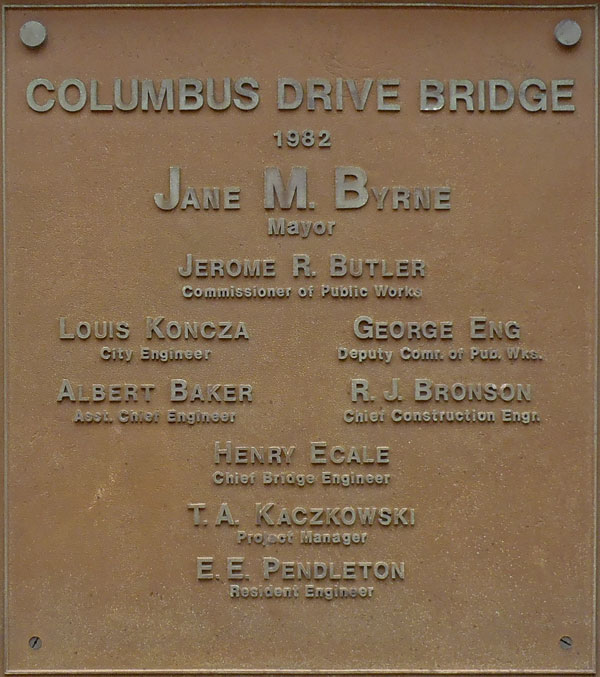 COLUMBUS DRIVE BRIDGE
1982
JANE M. BYRNE
Mayor
JEROME R. BUTLER
Commissioner of Public Works
LOUIS KONCZA
City Engineer
GEORGE ENG
Deputy Comr. of Pub. Wks.
ALBERT BAKER
Asst. Chief Engineer
R. J. BRONSON
Chief Construction Engr.
HENRY ECALE
Chief Bridge Engineer
T. A. KACZKOWSKI
Project Manager
E. E. PENDLETON
Resident Engineer